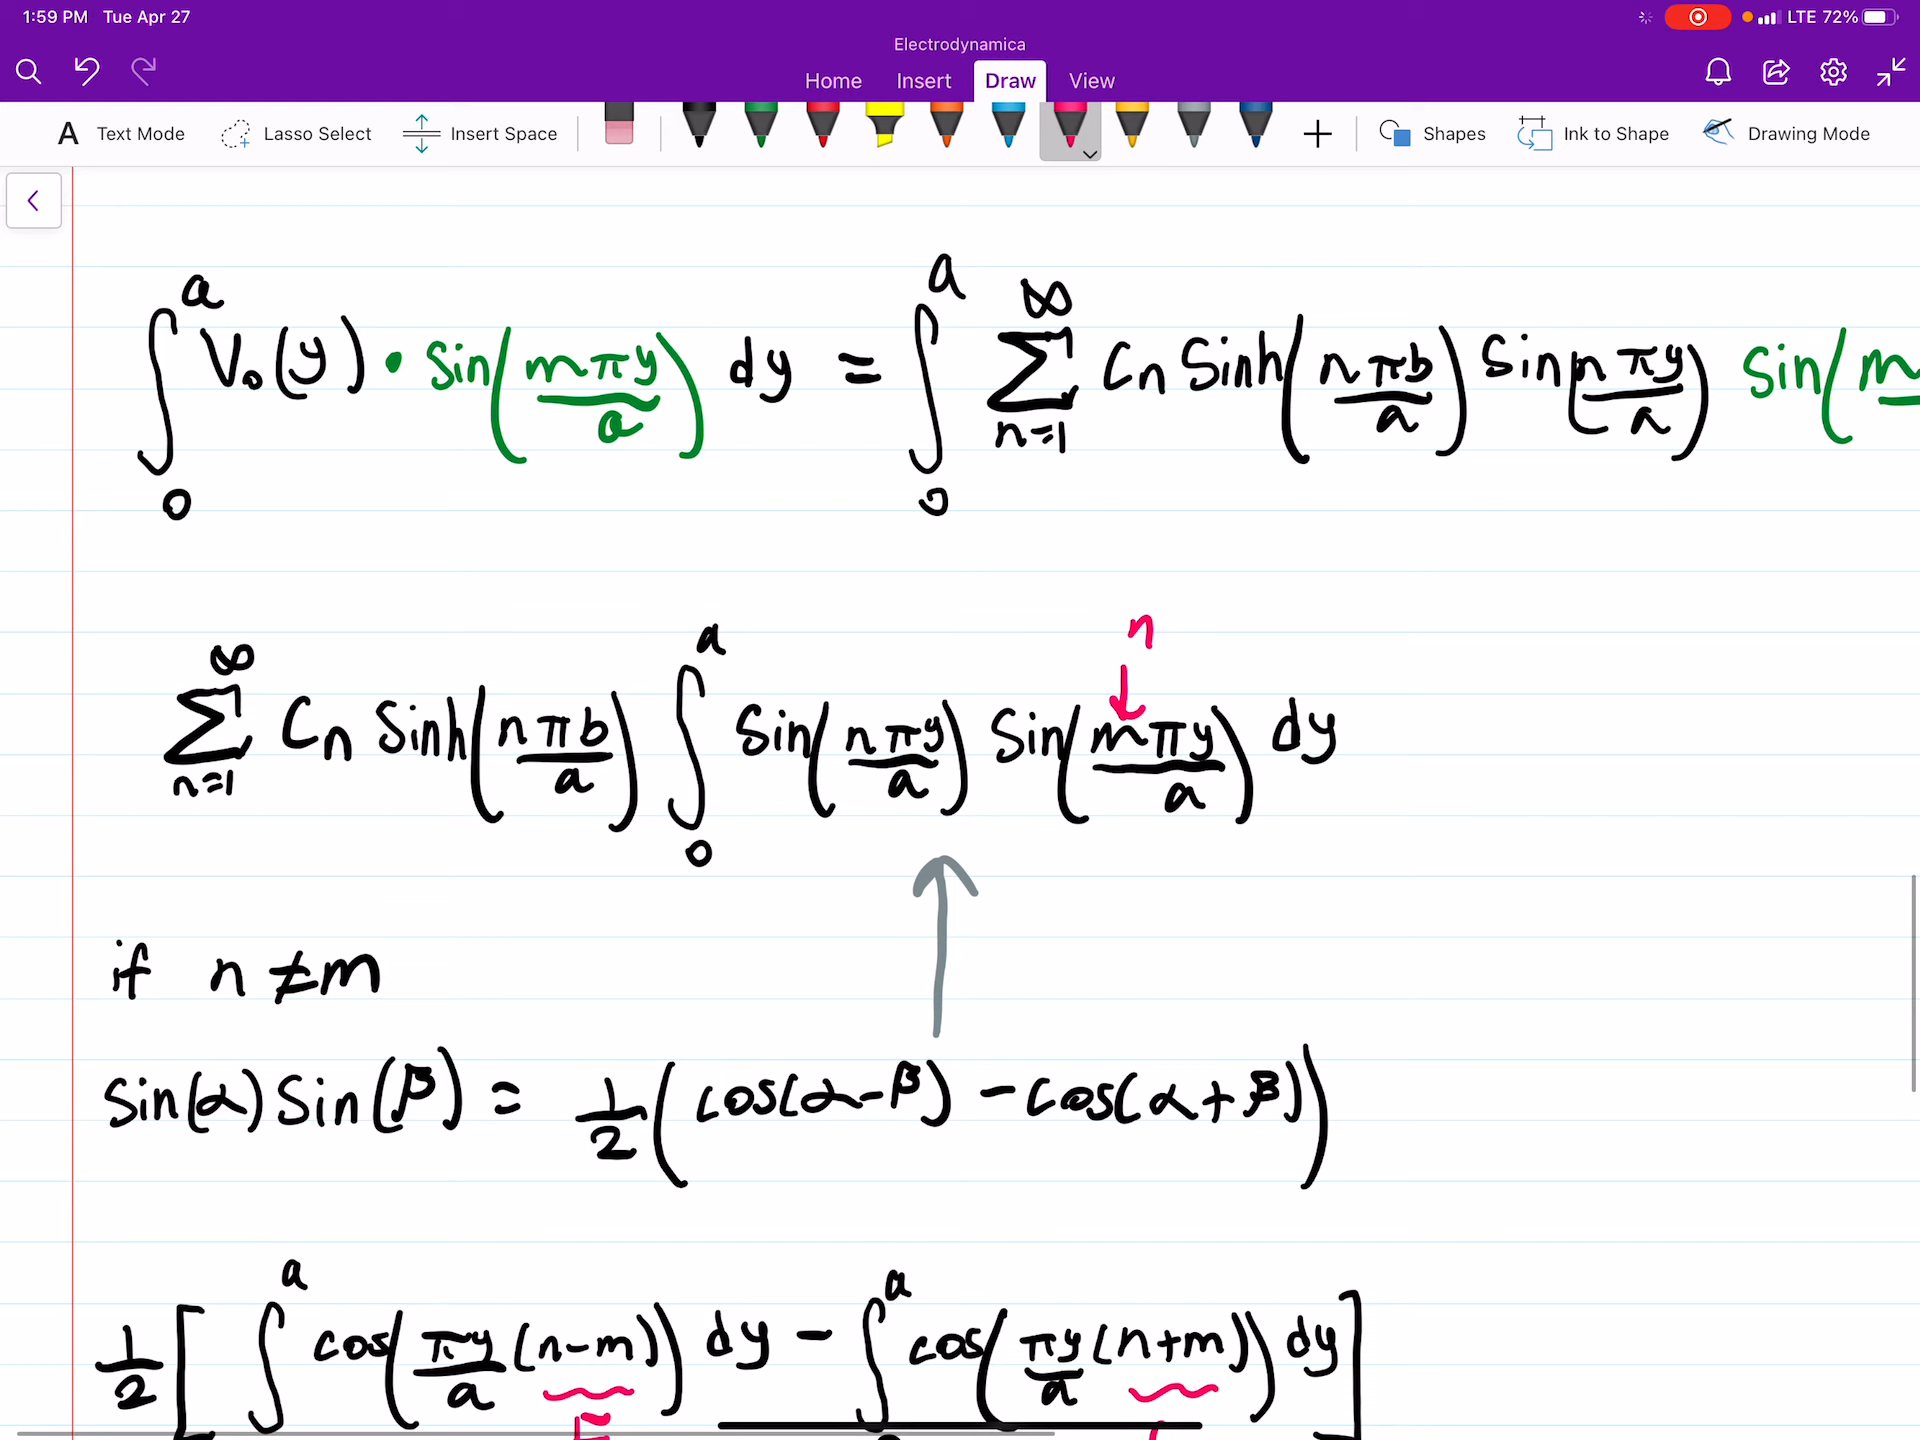 1:59 PM Tue Apr 27
LTE 72%
Electrodynamica
Home Insert Draw View
A Text Mode Lasso Select Insert Space Shapes Ink to Shape Drawing Mode
∫₀ᵃ V₀(y) • Sin(mπy/a) dy = ∫₀ᵃ ∑ₙ₌₁^∞ Cn Sinh(nπb/a) Sin(nπy/a) Sin(m
n
↓
∑ₙ₌₁^∞ Cn Sinh(nπb/a) ∫₀ᵃ Sin(nπy/a) Sin(mπy/a) dy
if n ≠ m
Sin(α) Sin(β) = 1/2 (cos(α-β) - cos(α+β))
1/2 [ ∫ᵃ cos(πy/a (n-m)) dy - ∫ᵃ cos(πy/a (n+m)) dy ]